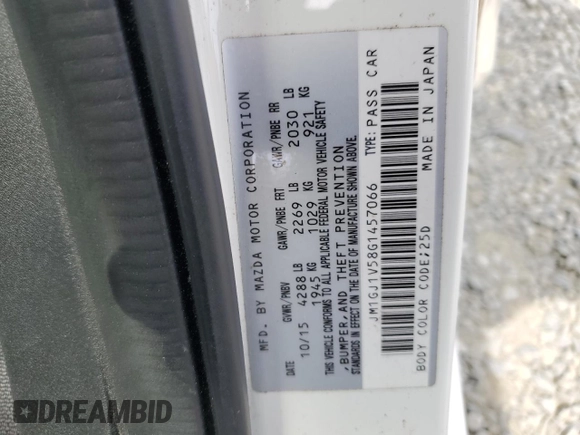 MFD. BY MAZDA MOTOR CORPORATION
DATE GVWR/PNBV GAWR/PNBE FRT GAWR/PNBE RR
10/15 4288 LB 2269 LB 2030 LB
1945 KG 1029 KG 921 KG
THIS VEHICLE CONFORMS TO ALL APPLICABLE FEDERAL MOTOR VEHICLE SAFETY
,BUMPER,AND THEFT PREVENTION
STANDARDS IN EFFECT ON THE DATE OF MANUFACTURE SHOWN ABOVE.
JM1GJ1V58G1457066 TYPE: PASS CAR
BODY COLOR CODE;25D MADE IN JAPAN
DREAMBID